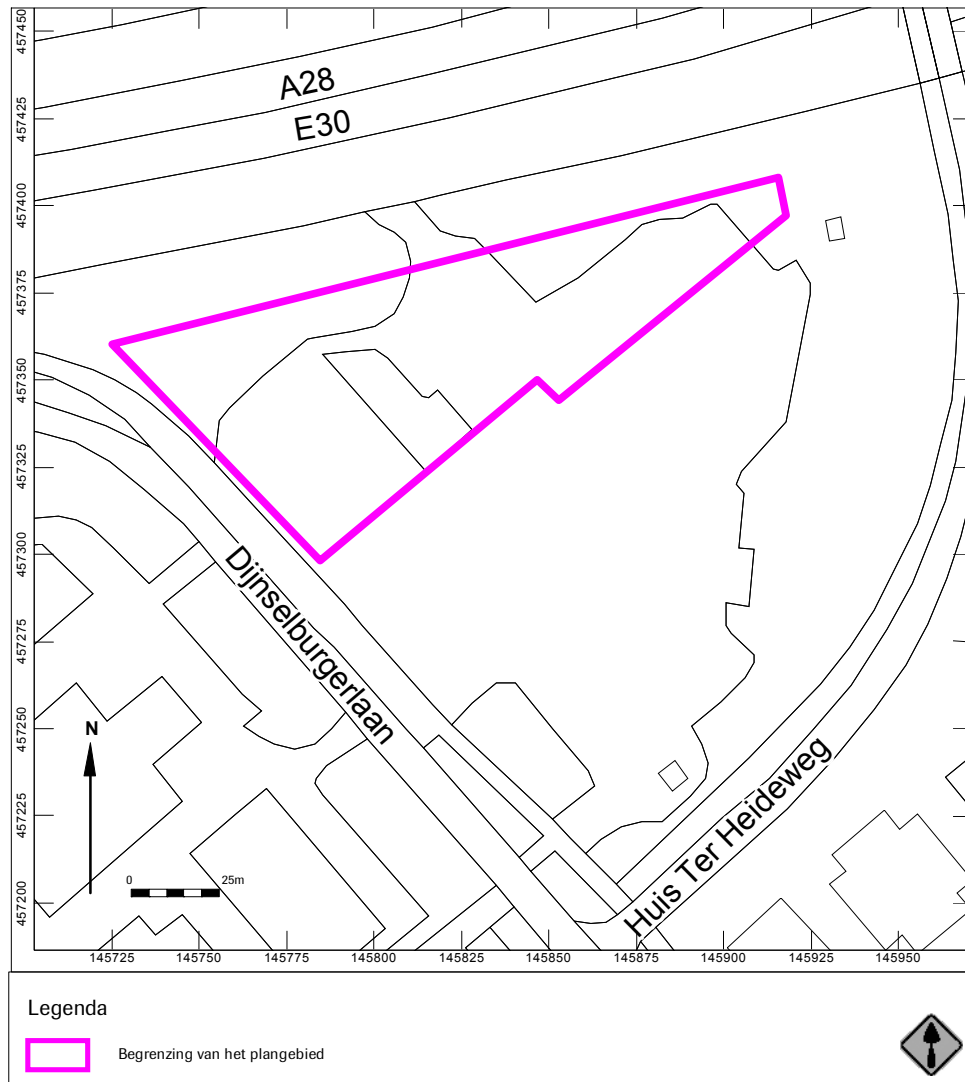 457450
457425
457400
457375
457350
457325
457300
457275
457250
457225
457200
A28
E30
Dijnselburgerlaan
Huis Ter Heideweg
N
0 25m
145725 145750 145775 145800 145825 145850 145875 145900 145925 145950
Legenda
Begrenzing van het plangebied